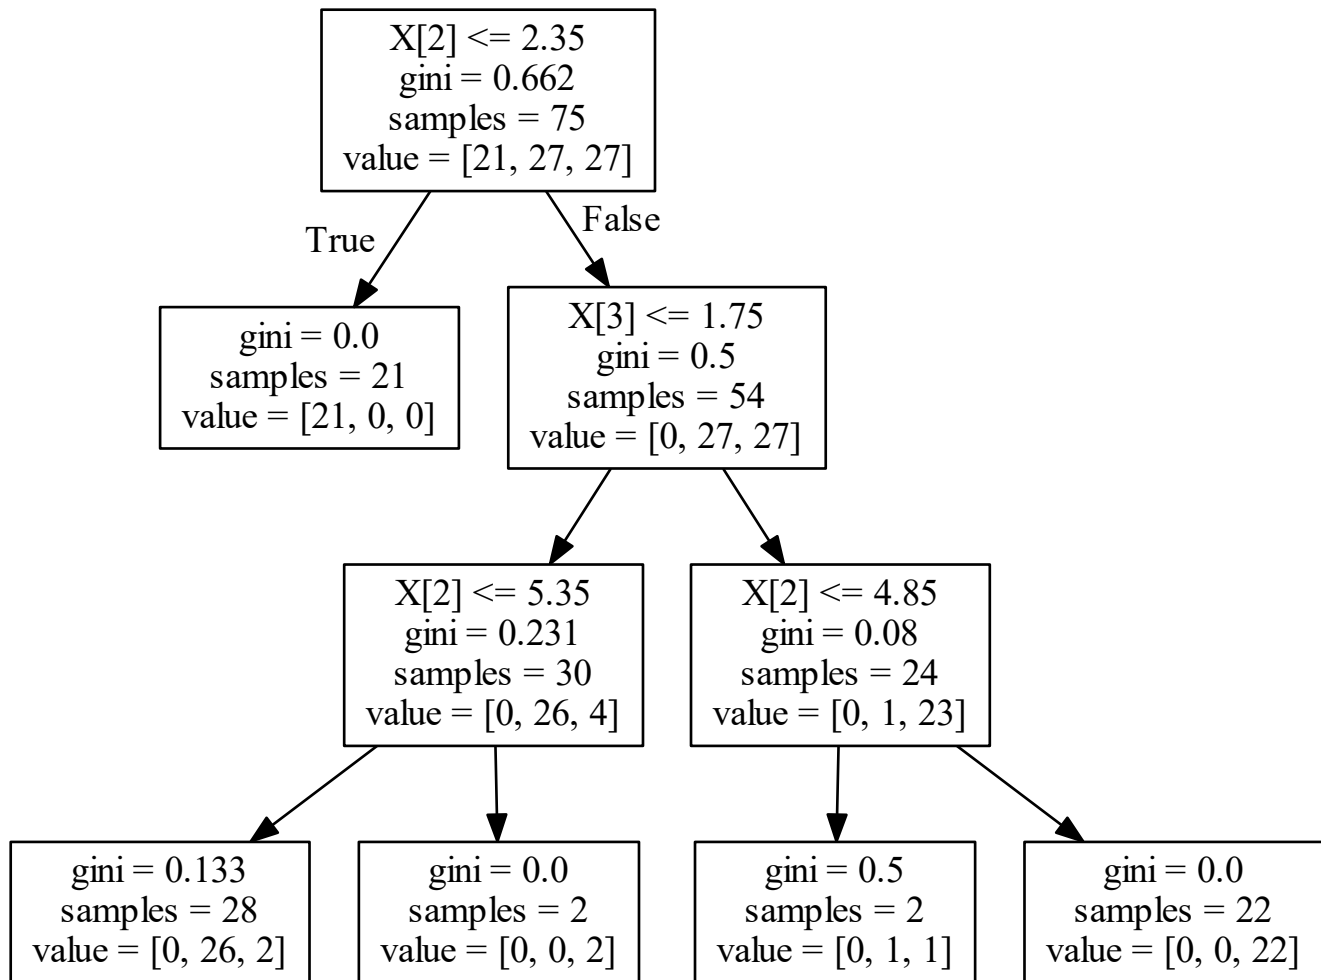 X[2] <= 2.35
gini = 0.662
samples = 75
value = [21, 27, 27]
True
False
gini = 0.0
samples = 21
value = [21, 0, 0]
X[3] <= 1.75
gini = 0.5
samples = 54
value = [0, 27, 27]
X[2] <= 5.35
gini = 0.231
samples = 30
value = [0, 26, 4]
X[2] <= 4.85
gini = 0.08
samples = 24
value = [0, 1, 23]
gini = 0.133
samples = 28
value = [0, 26, 2]
gini = 0.0
samples = 2
value = [0, 0, 2]
gini = 0.5
samples = 2
value = [0, 1, 1]
gini = 0.0
samples = 22
value = [0, 0, 22]